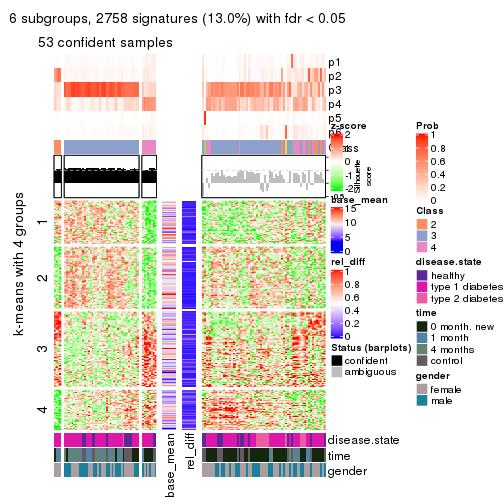 6 subgroups, 2758 signatures (13.0%) with fdr < 0.05
53 confident samples
p1
p2
p3
p4
p5
Class
Silhouette
score
k-means with 4 groups
1
2
3
4
base_mean
rel_diff
disease.state
time
gender
z-score
2
1
-1
-2
base_mean
15
10
5
0
rel_diff
0.8
0.6
0.4
0.2
0
Status (barplots)
confident
ambiguous
Prob
1
0.8
0.6
0.4
0.2
0
Class
2
3
4
disease.state
healthy
type 1 diabetes
type 2 diabetes
time
0 month. new
1 month
4 months
control
gender
female
male